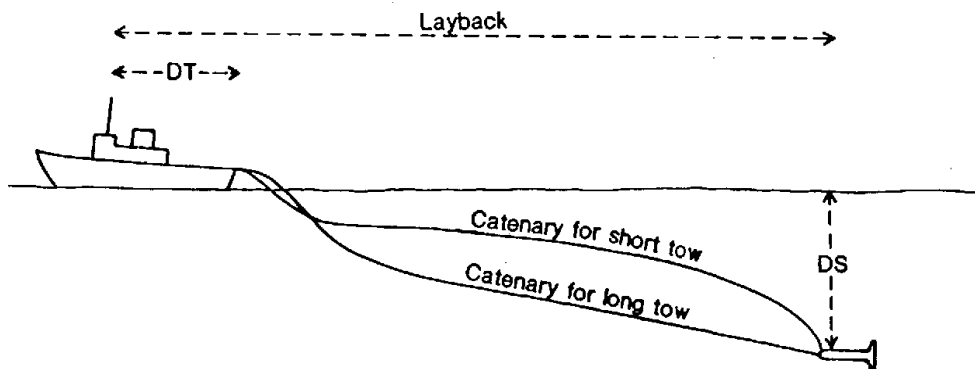 Layback
DT
Catenary for short tow
DS
Catenary for long tow